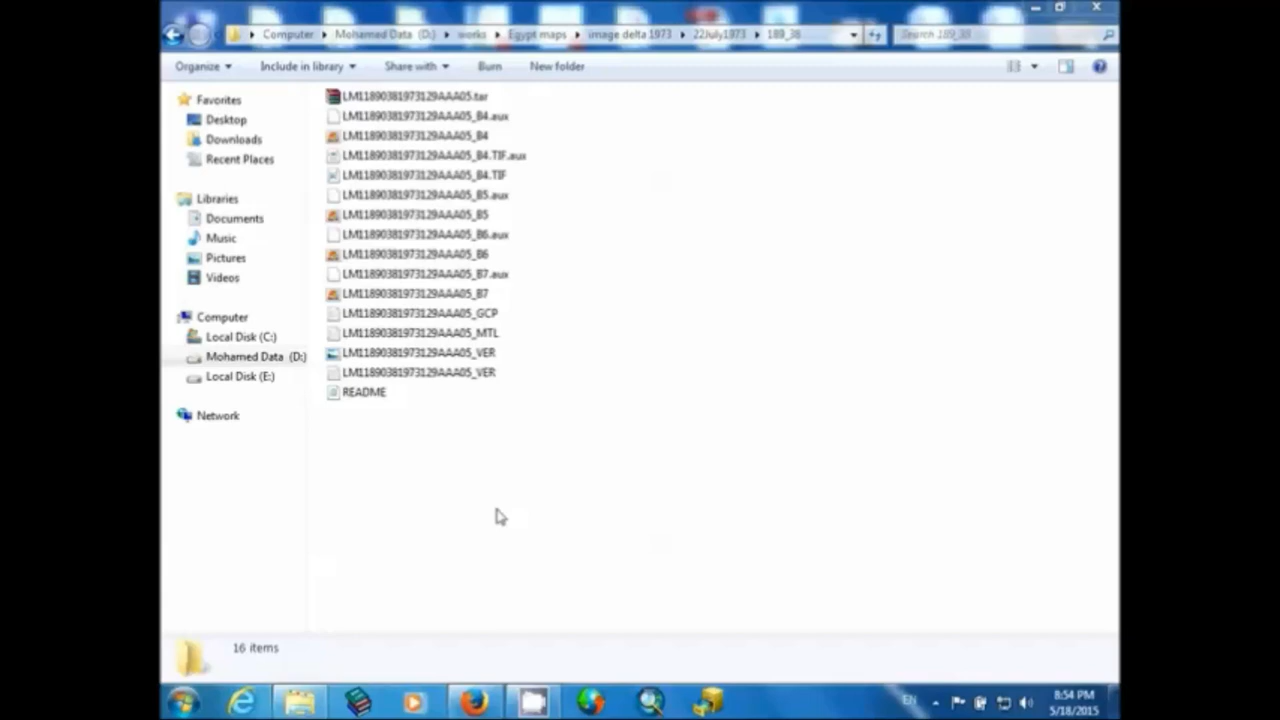 Computer Mohamed Data (D:) works Egypt maps image delta 1973 22July1973 189_38 Search 189_38
Organize Include in library Share with Burn New folder
Favorites
Desktop
Downloads
Recent Places
Libraries
Documents
Music
Pictures
Videos
Computer
Local Disk (C:)
Mohamed Data (D:)
Local Disk (E:)
Network
LM11890381973129AAA05.tar
LM11890381973129AAA05_B4.aux
LM11890381973129AAA05_B4
LM11890381973129AAA05_B4.TIF.aux
LM11890381973129AAA05_B4.TIF
LM11890381973129AAA05_B5.aux
LM11890381973129AAA05_B5
LM11890381973129AAA05_B6.aux
LM11890381973129AAA05_B6
LM11890381973129AAA05_B7.aux
LM11890381973129AAA05_B7
LM11890381973129AAA05_GCP
LM11890381973129AAA05_MTL
LM11890381973129AAA05_VER
LM11890381973129AAA05_VER
README
16 items
EN
8:54 PM
5/18/2015